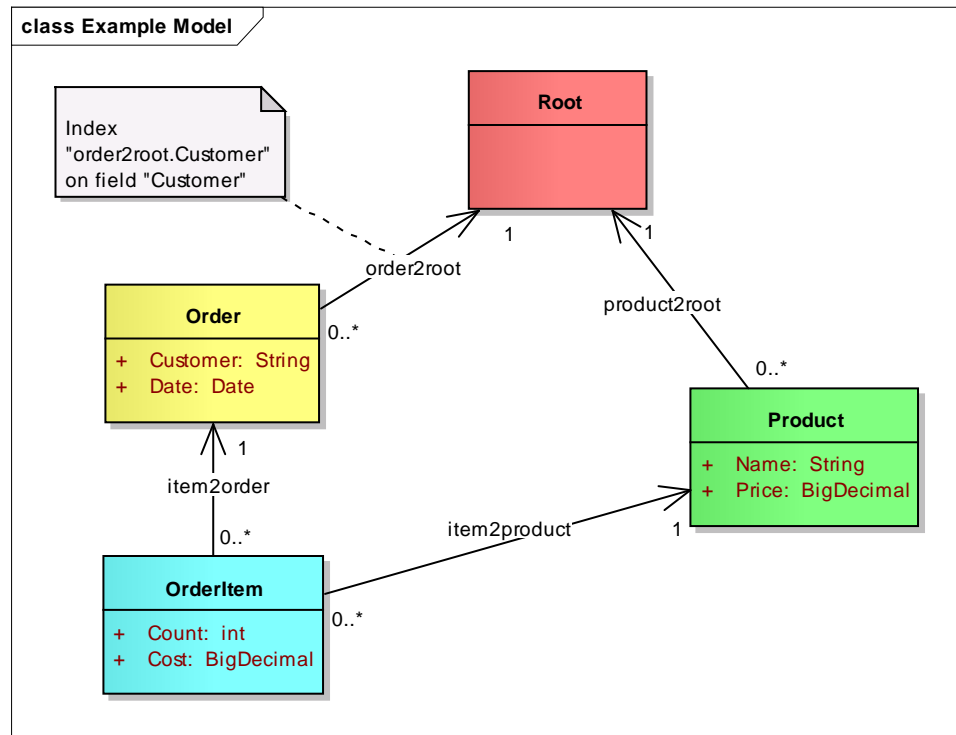 class Example Model
Index
"order2root.Customer"
on field "Customer"
Root
1
1
order2root
product2root
0..*
Order
+ Customer: String
+ Date: Date
0..*
Product
+ Name: String
+ Price: BigDecimal
1
item2order
item2product
1
0..*
OrderItem
+ Count: int
+ Cost: BigDecimal
0..*